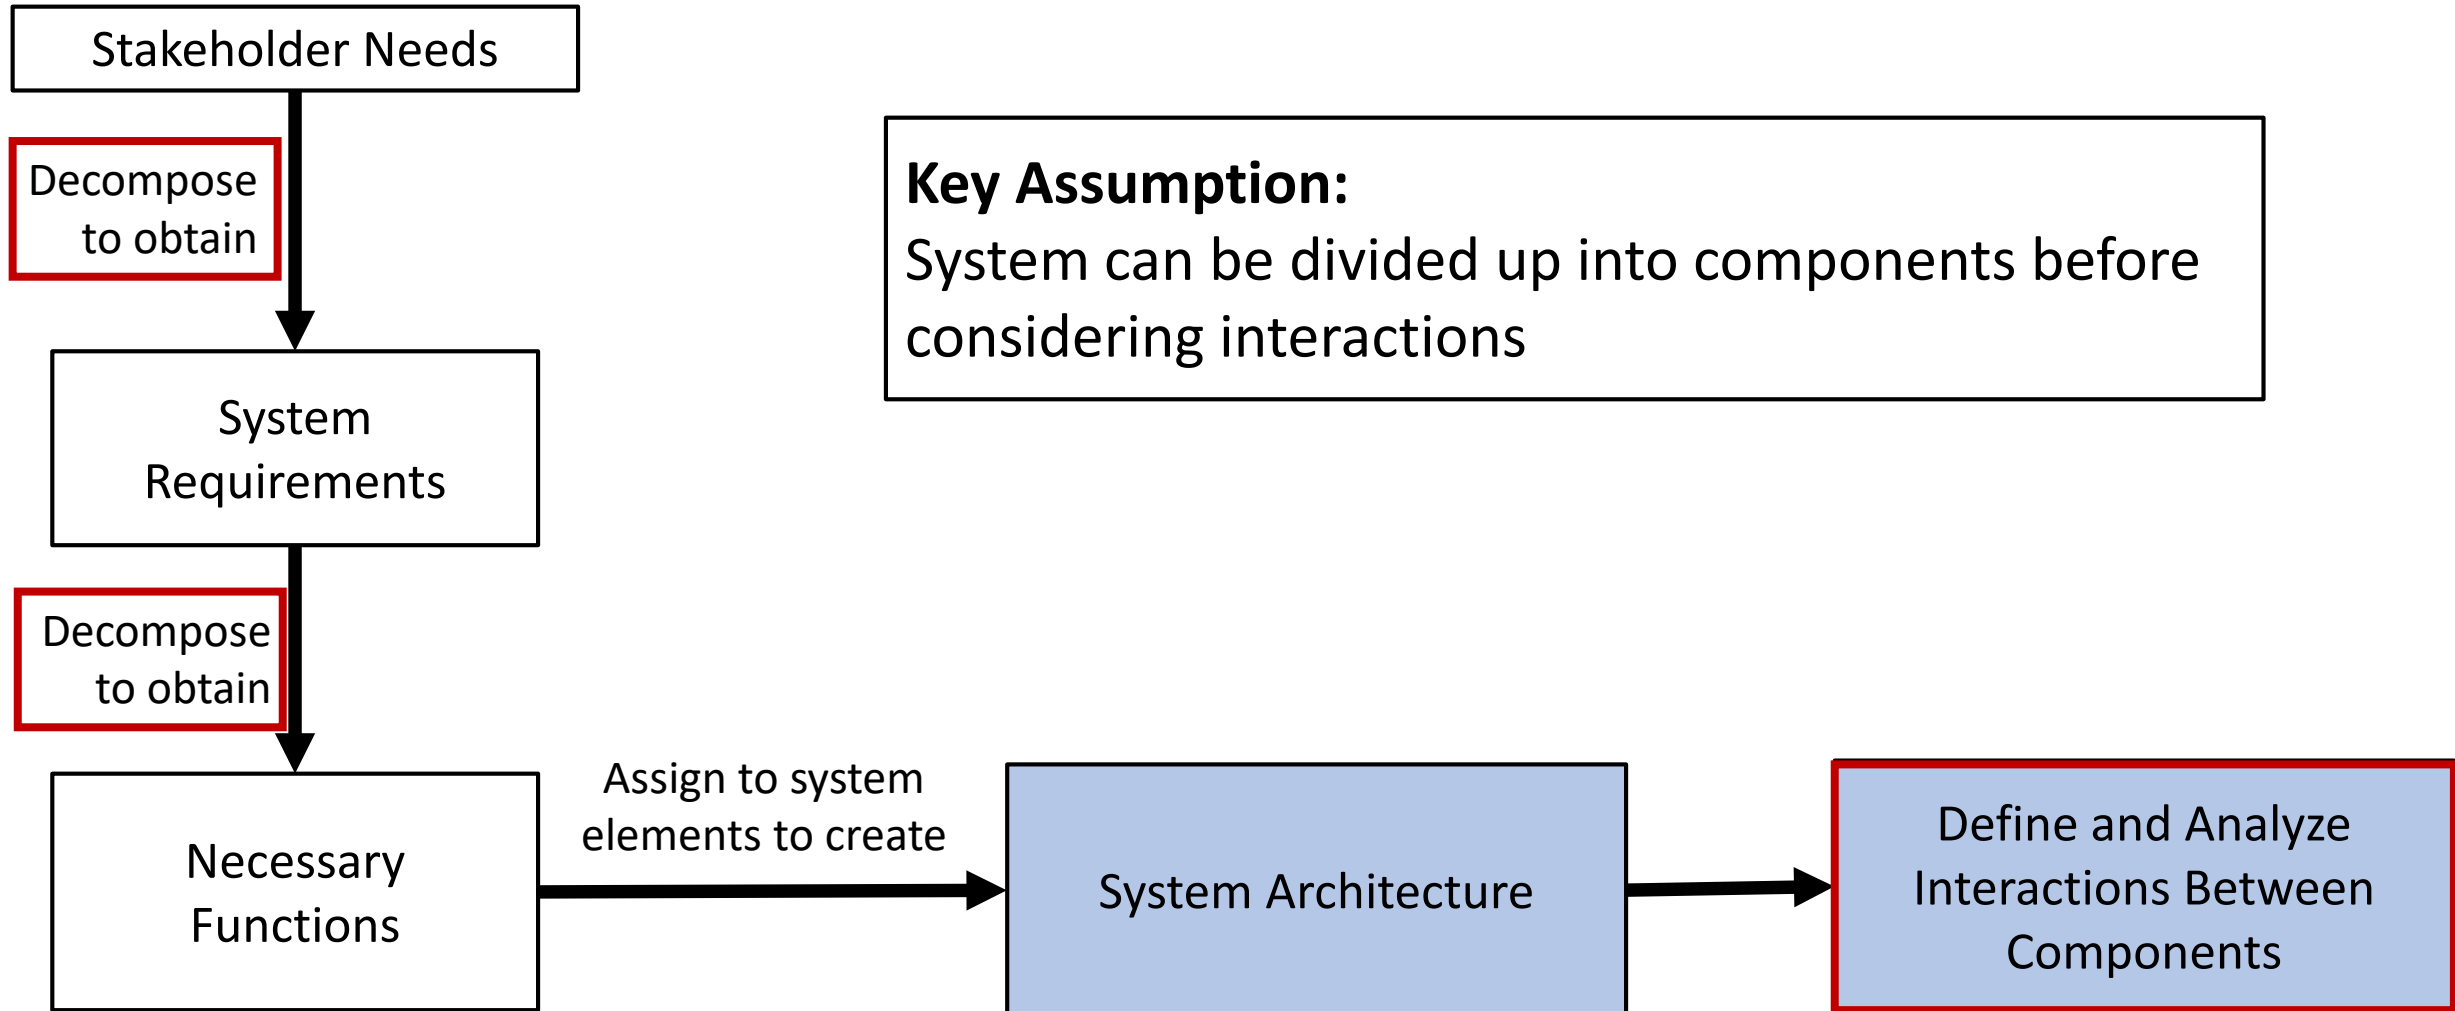 Stakeholder Needs
Decompose
to obtain
Key Assumption:
System can be divided up into components before
considering interactions
System
Requirements
Decompose
to obtain
Necessary
Functions
Assign to system
elements to create
System Architecture
Define and Analyze
Interactions Between
Components